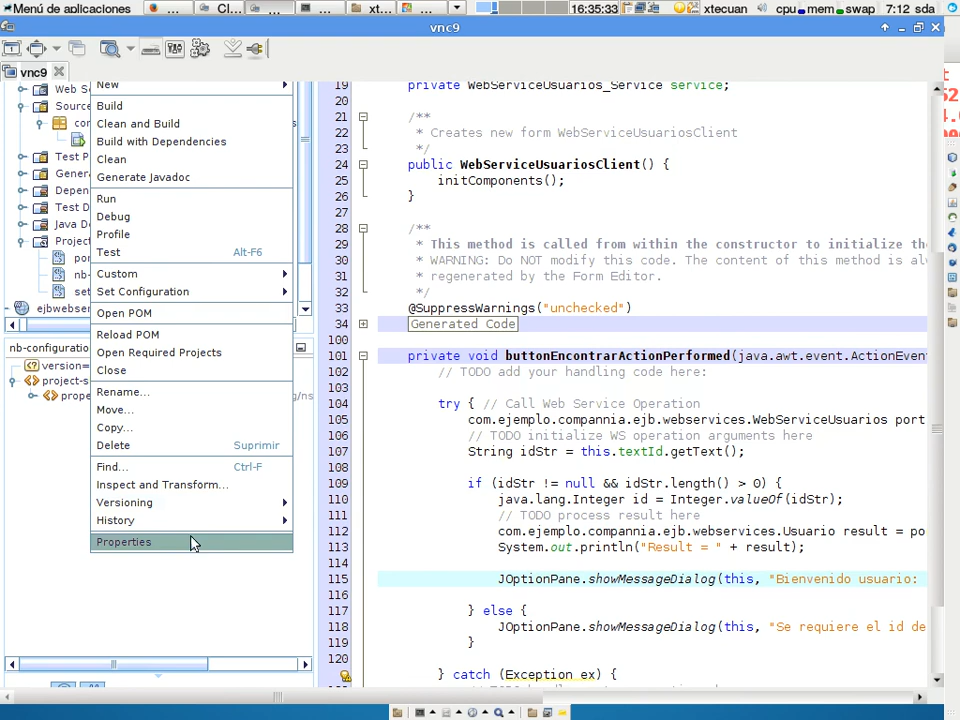 Menú de aplicaciones
...
Cl...
...
...
xt...
...
16:35:33
xtecuan
cpu mem swap
7:12 sda
vnc9
vnc9
Web S
Source
co
Test P
Gener
Depen
Test D
Java D
Project
por
nb-
set
ejbwebser
nb-configuratio
version=
project-s
prope
ng/ns
New
Build
Clean and Build
Build with Dependencies
Clean
Generate Javadoc
Run
Debug
Profile
Test Alt-F6
Custom
Set Configuration
Open POM
Reload POM
Open Required Projects
Close
Rename...
Move...
Copy...
Delete Suprimir
Find... Ctrl-F
Inspect and Transform...
Versioning
History
Properties
19 private WebServiceUsuarios_Service service;
20
21 /**
22 * Creates new form WebServiceUsuariosClient
23 */
24 public WebServiceUsuariosClient() {
25 initComponents();
26 }
27
28 /**
29 * This method is called from within the constructor to initialize the
30 * WARNING: Do NOT modify this code. The content of this method is alw
31 * regenerated by the Form Editor.
32 */
33 @SuppressWarnings("unchecked")
34 Generated Code
100
101 private void buttonEncontrarActionPerformed(java.awt.event.ActionEven
102 // TODO add your handling code here:
103
104 try { // Call Web Service Operation
105 com.ejemplo.compannia.ejb.webservices.WebServiceUsuarios port
106 // TODO initialize WS operation arguments here
107 String idStr = this.textId.getText();
108
109 if (idStr != null && idStr.length() > 0) {
110 java.lang.Integer id = Integer.valueOf(idStr);
111 // TODO process result here
112 com.ejemplo.compannia.ejb.webservices.Usuario result = po
113 System.out.println("Result = " + result);
114
115 JOptionPane.showMessageDialog(this, "Bienvenido usuario:
116
117 } else {
118 JOptionPane.showMessageDialog(this, "Se requiere el id de
119 }
120
} catch (Exception ex) {